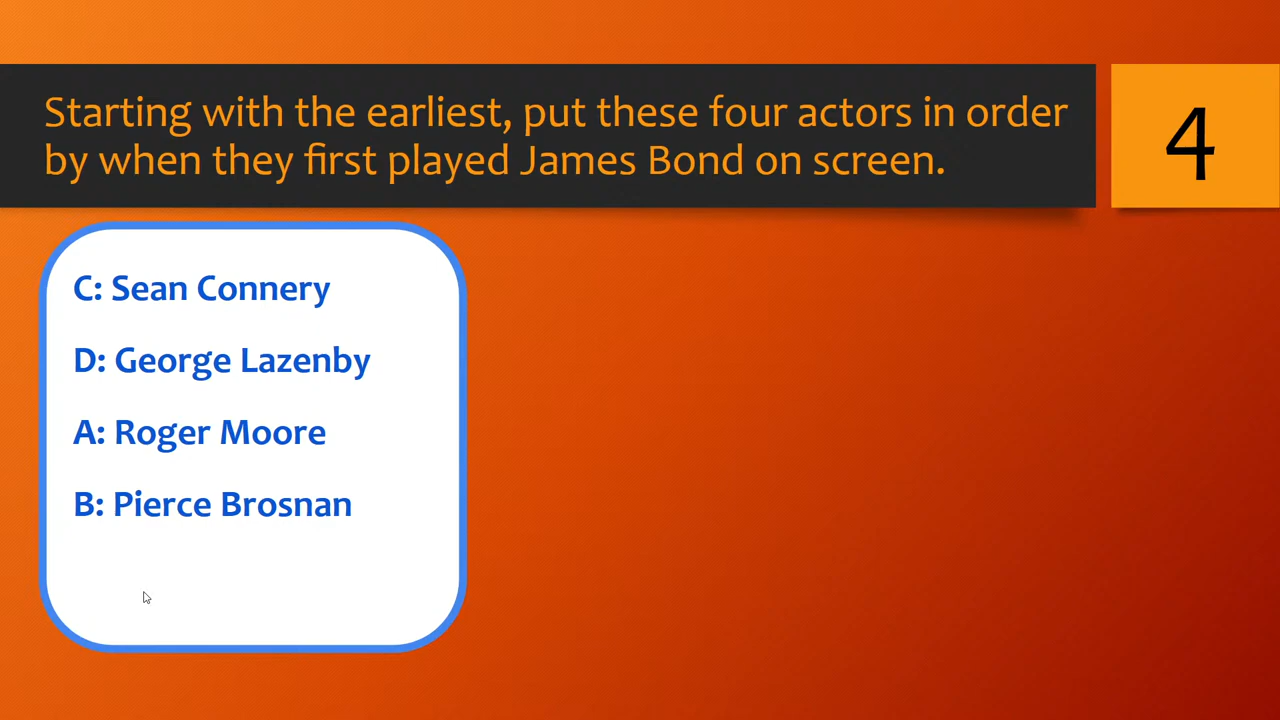 Starting with the earliest, put these four actors in order
by when they first played James Bond on screen.
4
C: Sean Connery
D: George Lazenby
A: Roger Moore
B: Pierce Brosnan